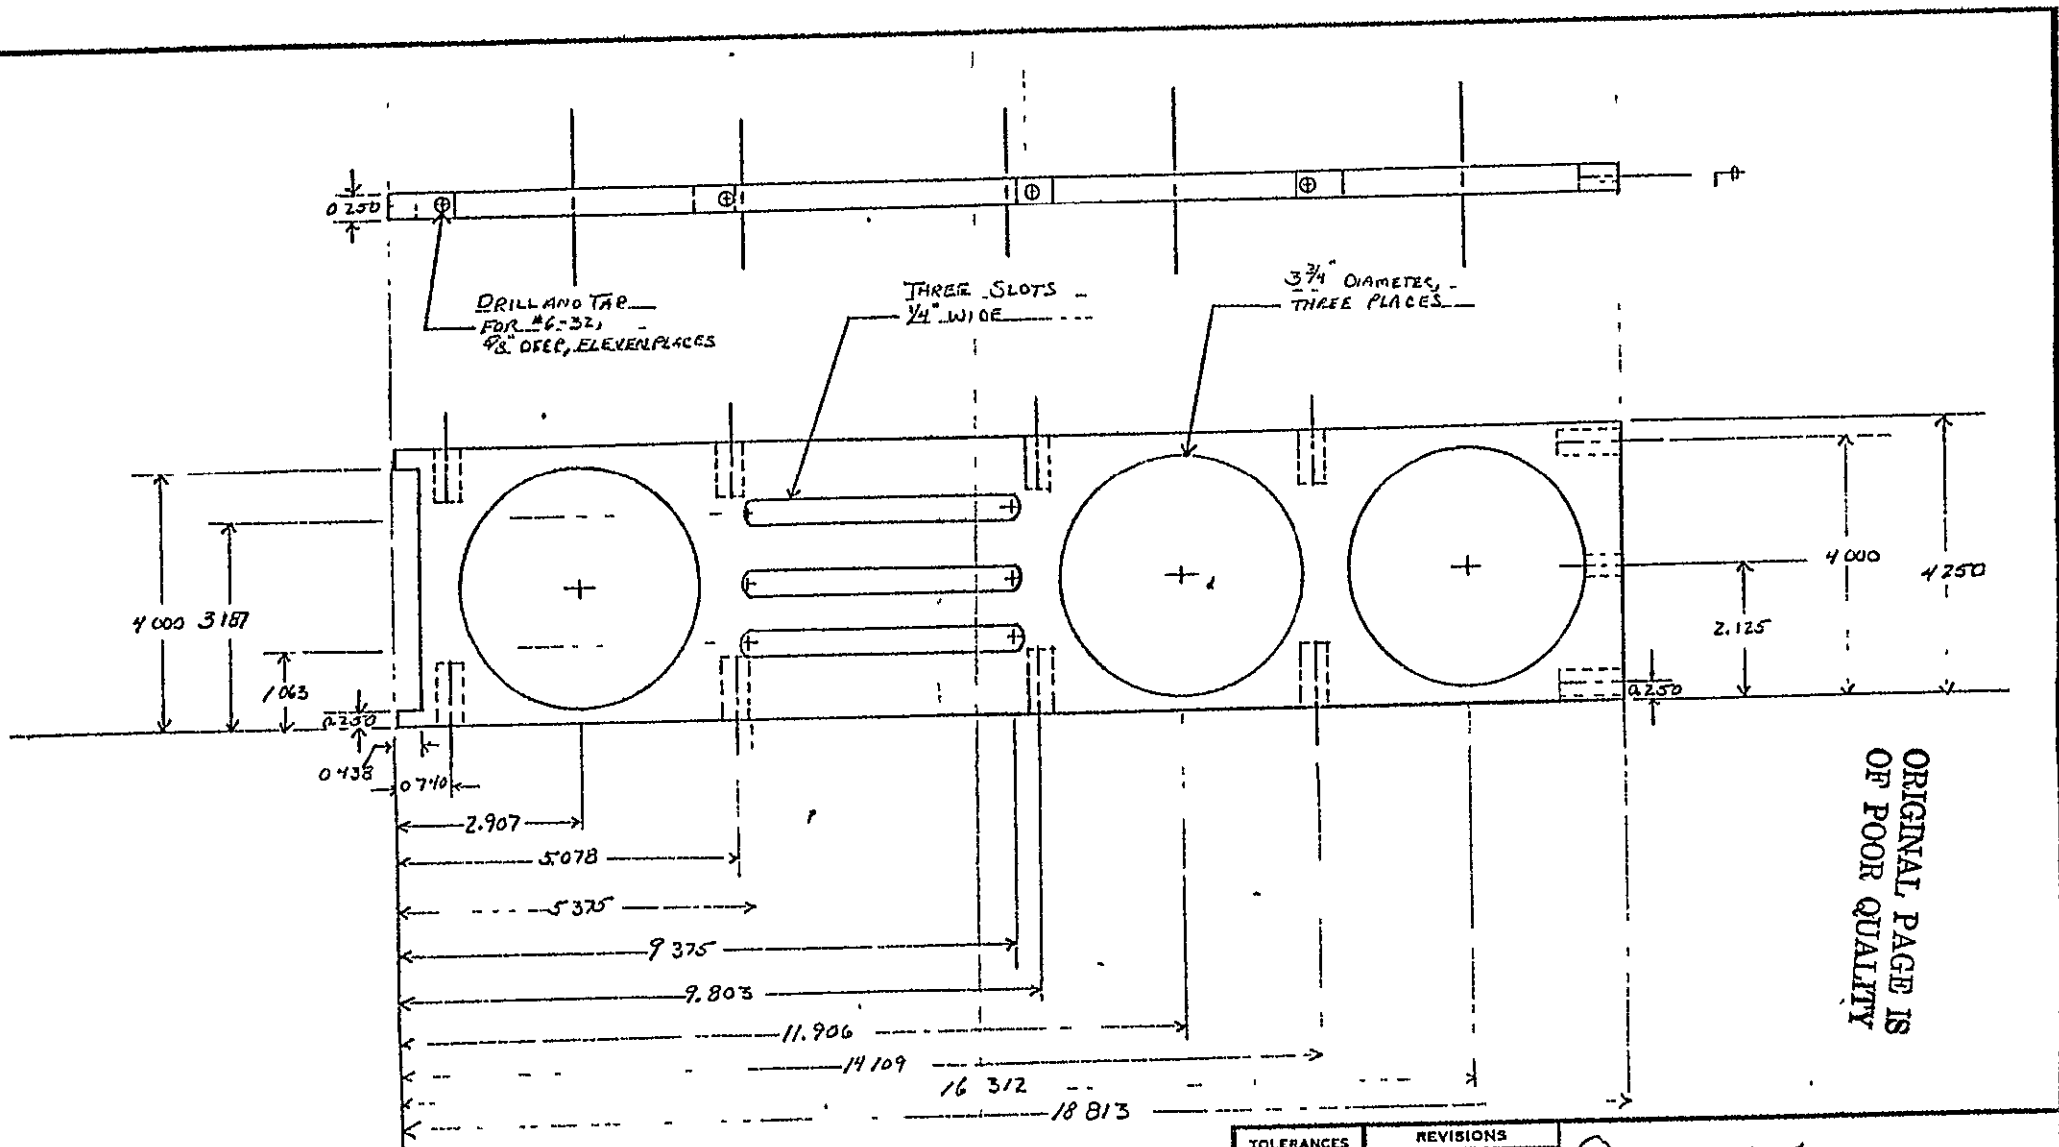 0 250
DRILL AND TAP
FOR #6-32,
5/8" DEEP, ELEVEN PLACES
THREE SLOTS
1/4" WIDE
3 3/4" DIAMETER,
THREE PLACES
4 000
3 187
1 063
0.250
0 438
0 740
2.907
5.078
5 375
9 375
9.803
11.906
14 109
16 312
18 813
4 000
4 250
2.125
0.250
ORIGINAL PAGE IS
OF POOR QUALITY
TOLERANCES
REVISIONS